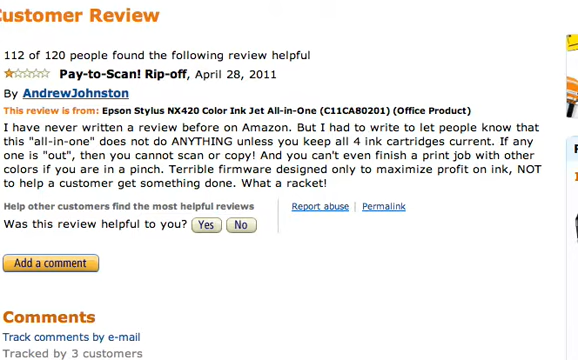 Customer Review
112 of 120 people found the following review helpful
Pay-to-Scan! Rip-off, April 28, 2011
By AndrewJohnston
This review is from: Epson Stylus NX420 Color Ink Jet All-in-One (C11CA80201) (Office Product)
I have never written a review before on Amazon. But I had to write to let people know that
this "all-in-one" does not do ANYTHING unless you keep all 4 ink cartridges current. If any
one is "out", then you cannot scan or copy! And you can't even finish a print job with other
colors if you are in a pinch. Terrible firmware designed only to maximize profit on ink, NOT
to help a customer get something done. What a racket!
Help other customers find the most helpful reviews
Report abuse | Permalink
Was this review helpful to you? Yes No
Add a comment
Comments
Track comments by e-mail
Tracked by 3 customers